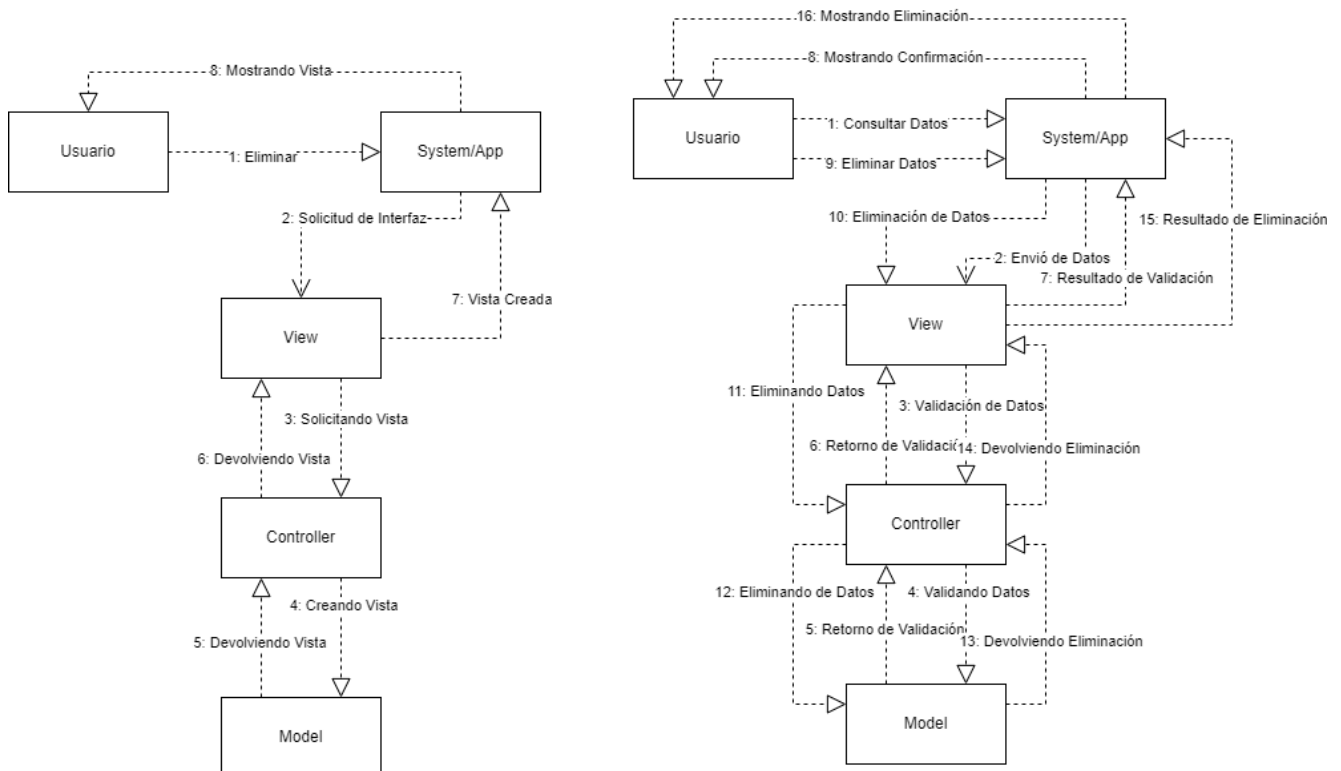 8: Mostrando Vista
Usuario
System/App
1: Eliminar
2: Solicitud de Interfaz
7: Vista Creada
View
3: Solicitando Vista
6: Devolviendo Vista
Controller
4: Creando Vista
5: Devolviendo Vista
Model
16: Mostrando Eliminación
8: Mostrando Confirmación
Usuario
1: Consultar Datos
System/App
9: Eliminar Datos
10: Eliminación de Datos
15: Resultado de Eliminación
2: Envió de Datos
7: Resultado de Validación
View
11: Eliminando Datos
3: Validación de Datos
6: Retorno de Validación
14: Devolviendo Eliminación
Controller
12: Eliminando de Datos
4: Validando Datos
5: Retorno de Validación
13: Devolviendo Eliminación
Model